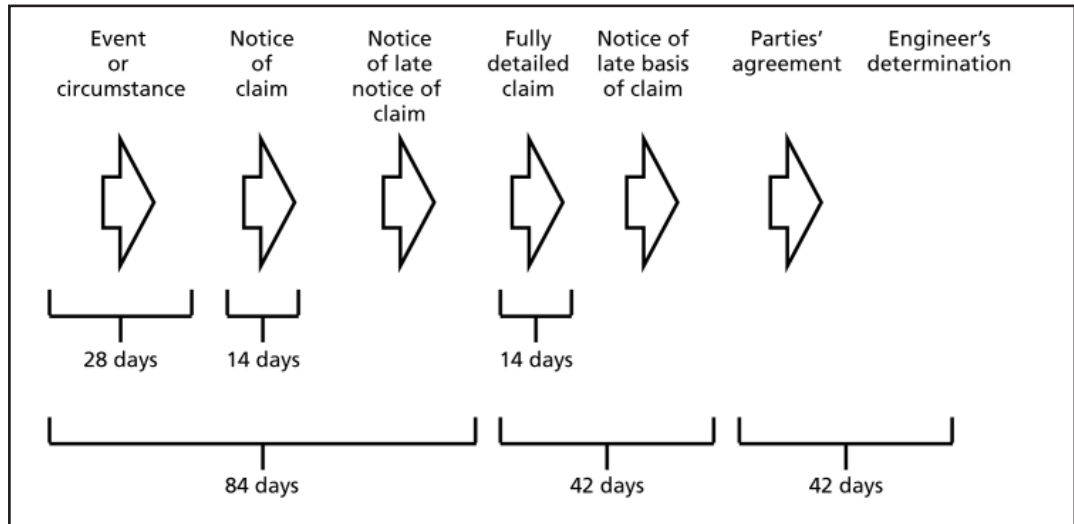 Event
or
circumstance
Notice
of
claim
Notice
of late
notice of
claim
Fully
detailed
claim
Notice of
late basis
of claim
Parties'
agreement
Engineer's
determination
28 days
14 days
14 days
84 days
42 days
42 days